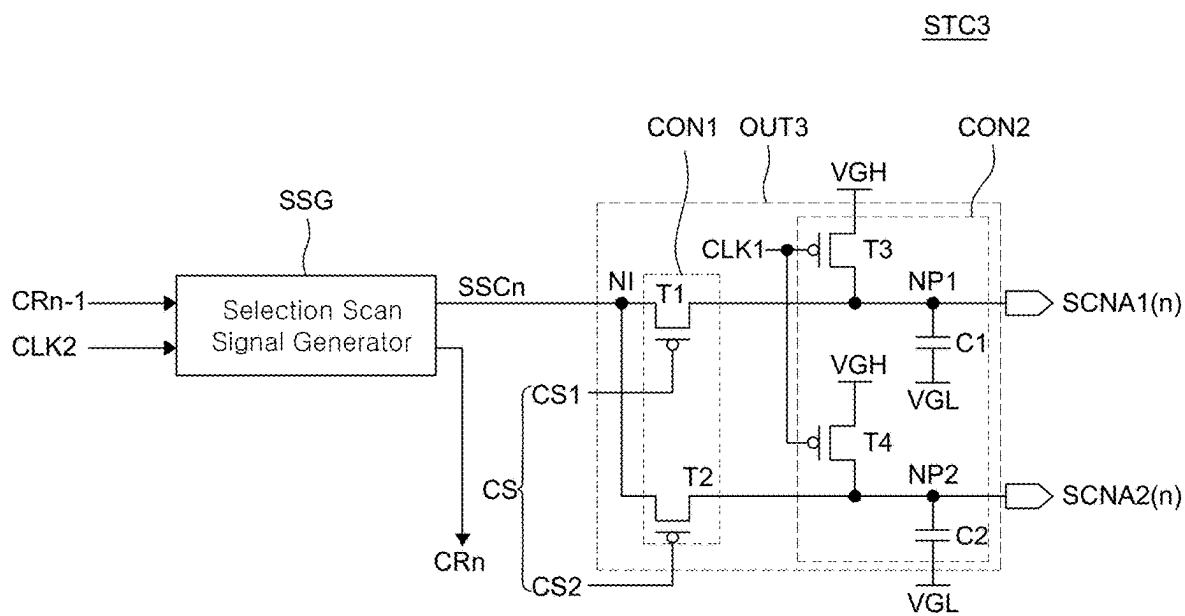 STC3
CON1
OUT3
CON2
SSG
VGH
CLK1
T3
CRn-1
CLK2
Selection Scan
Signal Generator
SSCn
NI
T1
NP1
SCNA1(n)
C1
VGH
VGL
CS1
T4
CS
T2
NP2
SCNA2(n)
C2
CRn
CS2
VGL